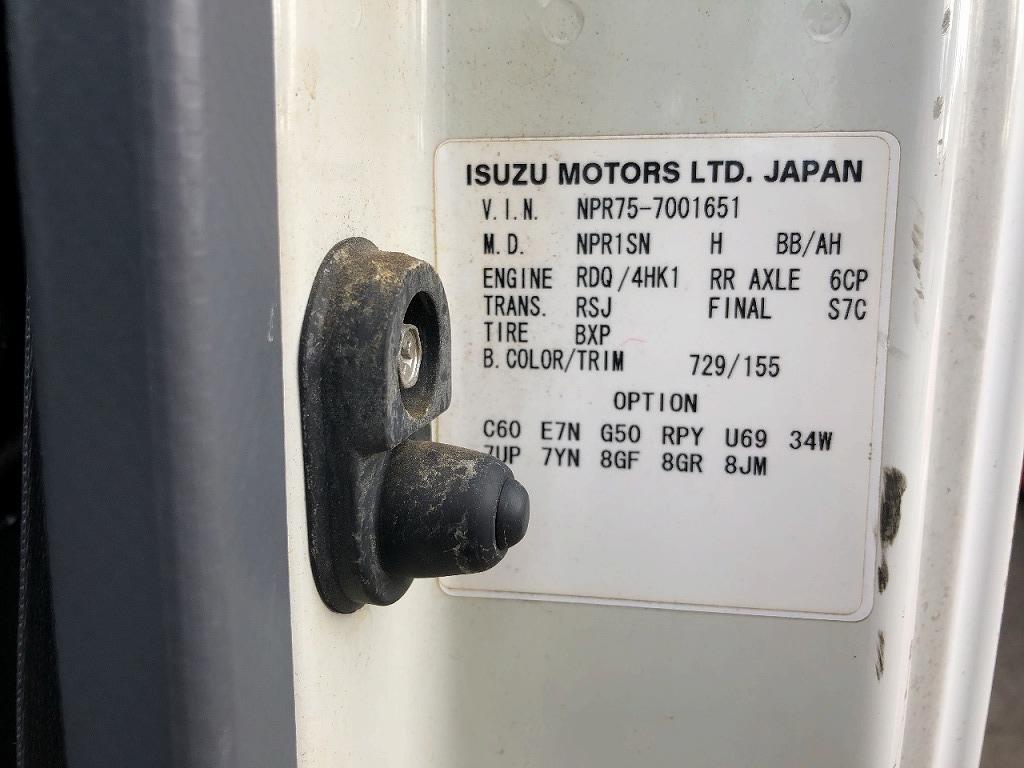 ISUZU MOTORS LTD. JAPAN
V.I.N. NPR75-7001651
M.D. NPR1SN H BB/AH
ENGINE RDQ/4HK1 RR AXLE 6CP
TRANS. RSJ FINAL S7C
TIRE BXP
B.COLOR/TRIM 729/155
OPTION
C60 E7N G50 RPY U69 34W
7UP 7YN 8GF 8GR 8JM